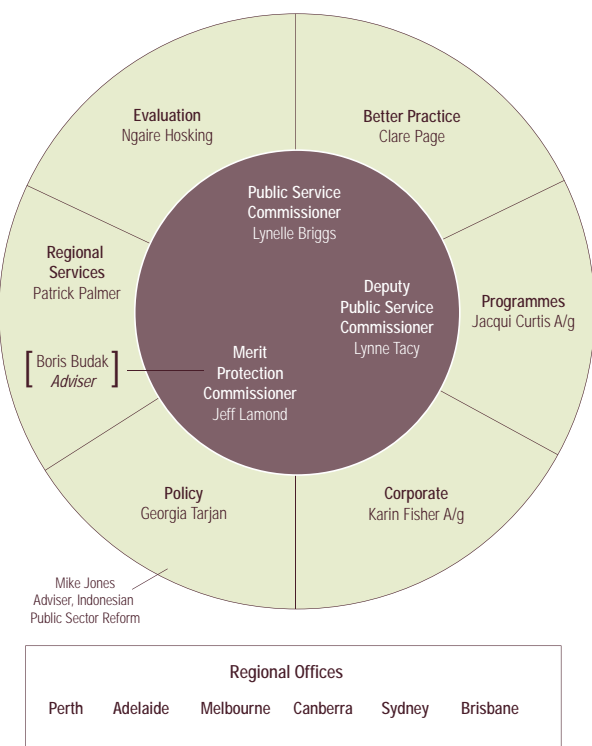 Evaluation
Ngaire Hosking
Better Practice
Clare Page
Public Service
Commissioner
Lynelle Briggs
Regional
Services
Patrick Palmer
Deputy
Public Service
Commissioner
Lynne Tacy
Programmes
Jacqui Curtis A/g
[Boris Budak
Adviser]
Merit
Protection
Commissioner
Jeff Lamond
Policy
Georgia Tarjan
Corporate
Karin Fisher A/g
Mike Jones
Adviser, Indonesian
Public Sector Reform
Regional Offices
Perth Adelaide Melbourne Canberra Sydney Brisbane